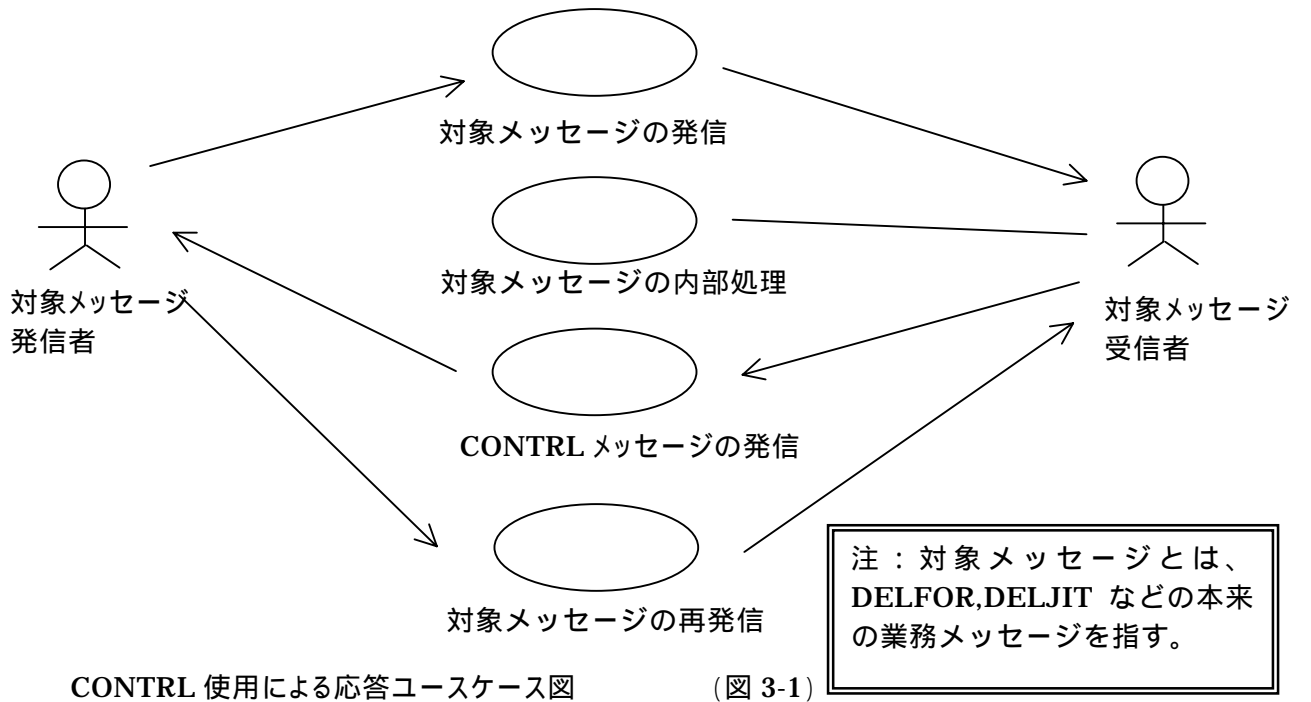 対象メッセージの発信
対象メッセージの内部処理
対象メッセージ
発信者
対象メッセージ
受信者
CONTRL メッセージの発信
対象メッセージの再発信
注：対象メッセージとは、
DELFOR,DELJIT などの本来
の業務メッセージを指す。
CONTRL 使用による応答ユースケース図 (図 3-1)